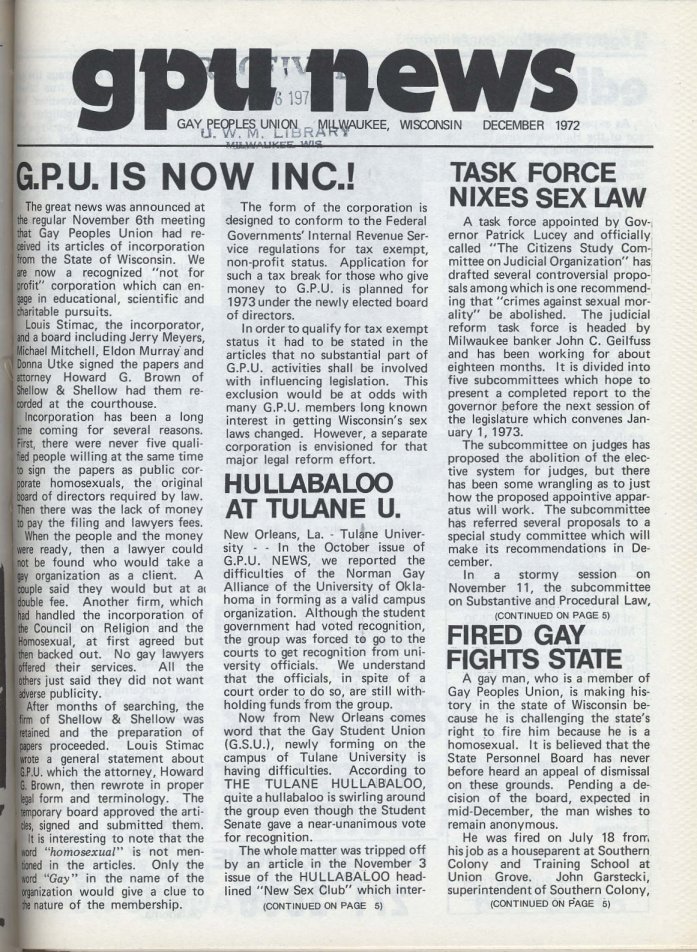 gpu news
RECEIVED
6 197
GAY PEOPLES UNION MILWAUKEE, WISCONSIN DECEMBER 1972
U. W. M. LIBRARY
MILWAUKEE, WIS
G.P.U. IS NOW INC.!
The great news was announced at
the regular November 6th meeting
that Gay Peoples Union had re-
ceived its articles of incorporation
from the State of Wisconsin. We
are now a recognized "not for
profit" corporation which can en-
gage in educational, scientific and
charitable pursuits.
Louis Stimac, the incorporator,
and a board including Jerry Meyers,
Michael Mitchell, Eldon Murray and
Donna Utke signed the papers and
attorney Howard G. Brown of
Shellow & Shellow had them re-
corded at the courthouse.
Incorporation has been a long
time coming for several reasons.
First, there were never five quali-
fied people willing at the same time
to sign the papers as public cor-
porate homosexuals, the original
board of directors required by law.
Then there was the lack of money
to pay the filing and lawyers fees.
When the people and the money
were ready, then a lawyer could
not be found who would take a
gay organization as a client. A
couple said they would but at a
double fee. Another firm, which
had handled the incorporation of
the Council on Religion and the
Homosexual, at first agreed but
then backed out. No gay lawyers
offered their services. All the
others just said they did not want
adverse publicity.
After months of searching, the
firm of Shellow & Shellow was
retained and the preparation of
papers proceeded. Louis Stimac
wrote a general statement about
G.P.U. which the attorney, Howard
G. Brown, then rewrote in proper
legal form and terminology. The
temporary board approved the arti-
cles, signed and submitted them.
It is interesting to note that the
word "homosexual" is not men-
tioned in the articles. Only the
word "Gay" in the name of the
organization would give a clue to
the nature of the membership.
The form of the corporation is
designed to conform to the Federal
Governments' Internal Revenue Ser-
vice regulations for tax exempt,
non-profit status. Application for
such a tax break for those who give
money to G.P.U. is planned for
1973 under the newly elected board
of directors.
In order to qualify for tax exempt
status it had to be stated in the
articles that no substantial part of
G.P.U. activities shall be involved
with influencing legislation. This
exclusion would be at odds with
many G.P.U. members long known
interest in getting Wisconsin's sex
laws changed. However, a separate
corporation is envisioned for that
major legal reform effort.
HULLABALOO
AT TULANE U.
New Orleans, La. - Tulane Univer-
sity - - In the October issue of
G.P.U. NEWS, we reported the
difficulties of the Norman Gay
Alliance of the University of Okla-
homa in forming as a valid campus
organization. Although the student
government had voted recognition,
the group was forced to go to the
courts to get recognition from uni-
versity officials. We understand
that the officials, in spite of a
court order to do so, are still with-
holding funds from the group.
Now from New Orleans comes
word that the Gay Student Union
(G.S.U.), newly forming on the
campus of Tulane University is
having difficulties. According to
THE TULANE HULLABALOO,
quite a hullabaloo is swirling around
the group even though the Student
Senate gave a near-unanimous vote
for recognition.
The whole matter was tripped off
by an article in the November 3
issue of the HULLABALOO head-
lined "New Sex Club" which inter-
(CONTINUED ON PAGE 5)
TASK FORCE
NIXES SEX LAW
A task force appointed by Gov-
ernor Patrick Lucey and officially
called "The Citizens Study Com-
mittee on Judicial Organization" has
drafted several controversial propo-
sals among which is one recommend-
ing that "crimes against sexual mor-
ality" be abolished. The judicial
reform task force is headed by
Milwaukee banker John C. Geilfuss
and has been working for about
eighteen months. It is divided into
five subcommittees which hope to
present a completed report to the
governor before the next session of
the legislature which convenes Jan-
uary 1, 1973.
The subcommittee on judges has
proposed the abolition of the elec-
tive system for judges, but there
has been some wrangling as to just
how the proposed appointive appar-
atus will work. The subcommittee
has referred several proposals to a
special study committee which will
make its recommendations in De-
cember.
In a stormy session on
November 11, the subcommittee
on Substantive and Procedural Law,
(CONTINUED ON PAGE 5)
FIRED GAY
FIGHTS STATE
A gay man, who is a member of
Gay Peoples Union, is making his-
tory in the state of Wisconsin be-
cause he is challenging the state's
right to fire him because he is a
homosexual. It is believed that the
State Personnel Board has never
before heard an appeal of dismissal
on these grounds. Pending a de-
cision of the board, expected in
mid-December, the man wishes to
remain anonymous.
He was fired on July 18 from
his job as a houseparent at Southern
Colony and Training School at
Union Grove. John Garstecki,
superintendent of Southern Colony,
(CONTINUED ON PAGE 5)